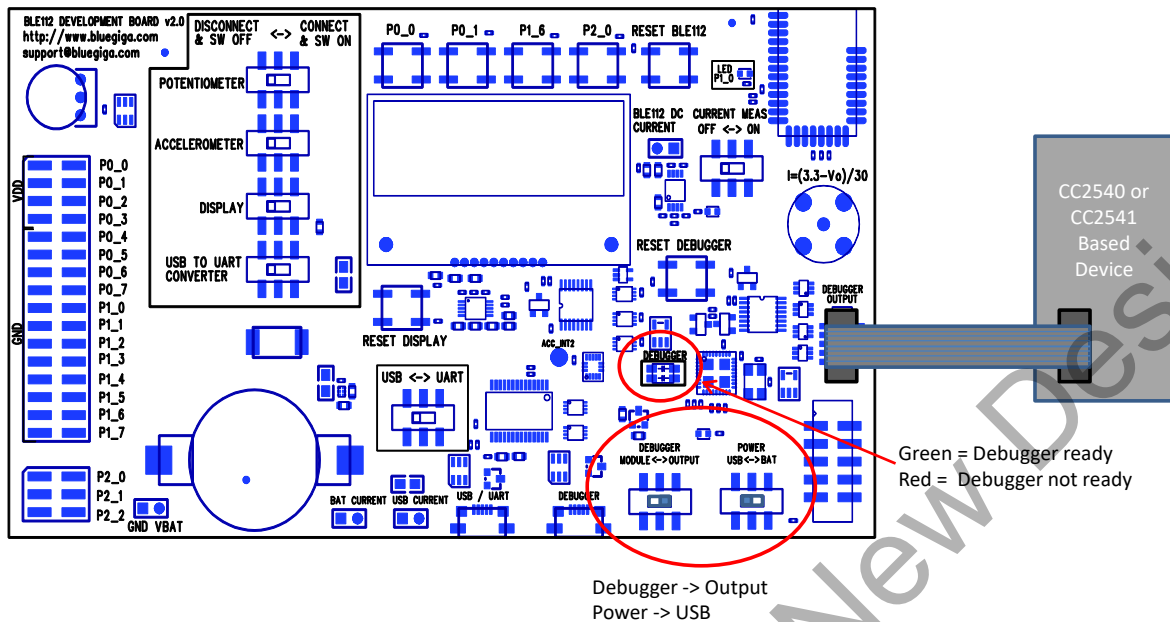 BLE112 DEVELOPMENT BOARD v2.0
http://www.bluegiga.com
support@bluegiga.com
DISCONNECT <-> CONNECT
& SW OFF & SW ON
POTENTIOMETER
ACCELEROMETER
DISPLAY
USB TO UART
CONVERTER
P0_0
P0_1
P1_6
P2_0
RESET BLE112
LED
P1_0
BLE112 DC
CURRENT
CURRENT MEAS
OFF <-> ON
I=(3.3-Vo)/30
VDD
GND
P0_0
P0_1
P0_2
P0_3
P0_4
P0_5
P0_6
P0_7
P1_0
P1_1
P1_2
P1_3
P1_4
P1_5
P1_6
P1_7
P2_0
P2_1
P2_2
GND VBAT
RESET DISPLAY
ACC_INT2
RESET DEBUGGER
DEBUGGER
DEBUGGER
OUTPUT
USB <-> UART
BAT CURRENT
USB CURRENT
USB / UART
DEBUGGER
DEBUGGER
MODULE<->OUTPUT
POWER
USB<->BAT
CC2540 or
CC2541
Based
Device
Green = Debugger ready
Red = Debugger not ready
Debugger -> Output
Power -> USB
New Desi